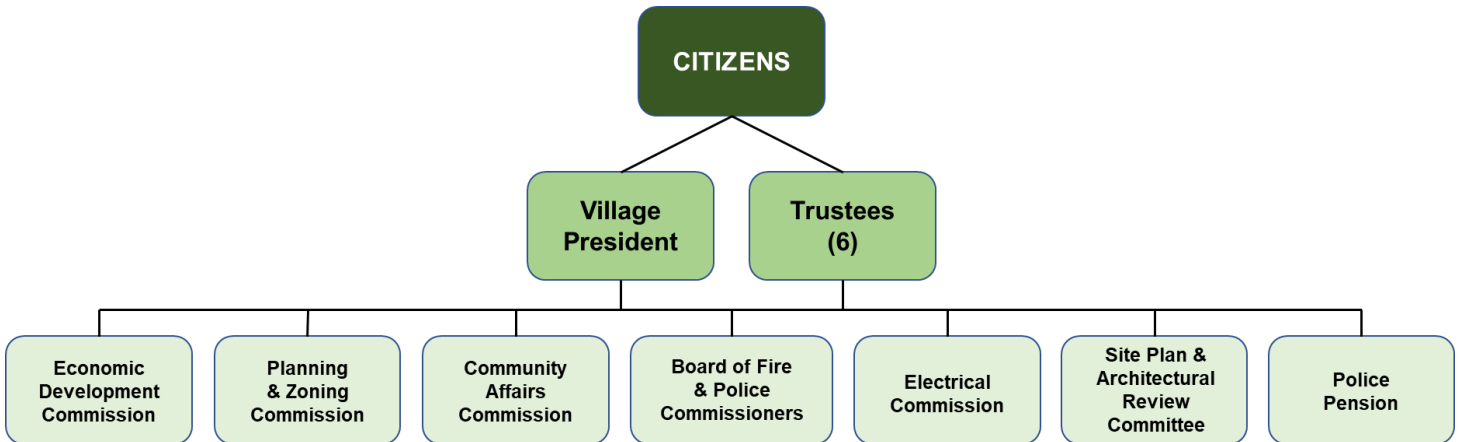 CITIZENS
Village
President
Trustees
(6)
Economic
Development
Commission
Planning
& Zoning
Commission
Community
Affairs
Commission
Board of Fire
& Police
Commissioners
Electrical
Commission
Site Plan &
Architectural
Review
Committee
Police
Pension